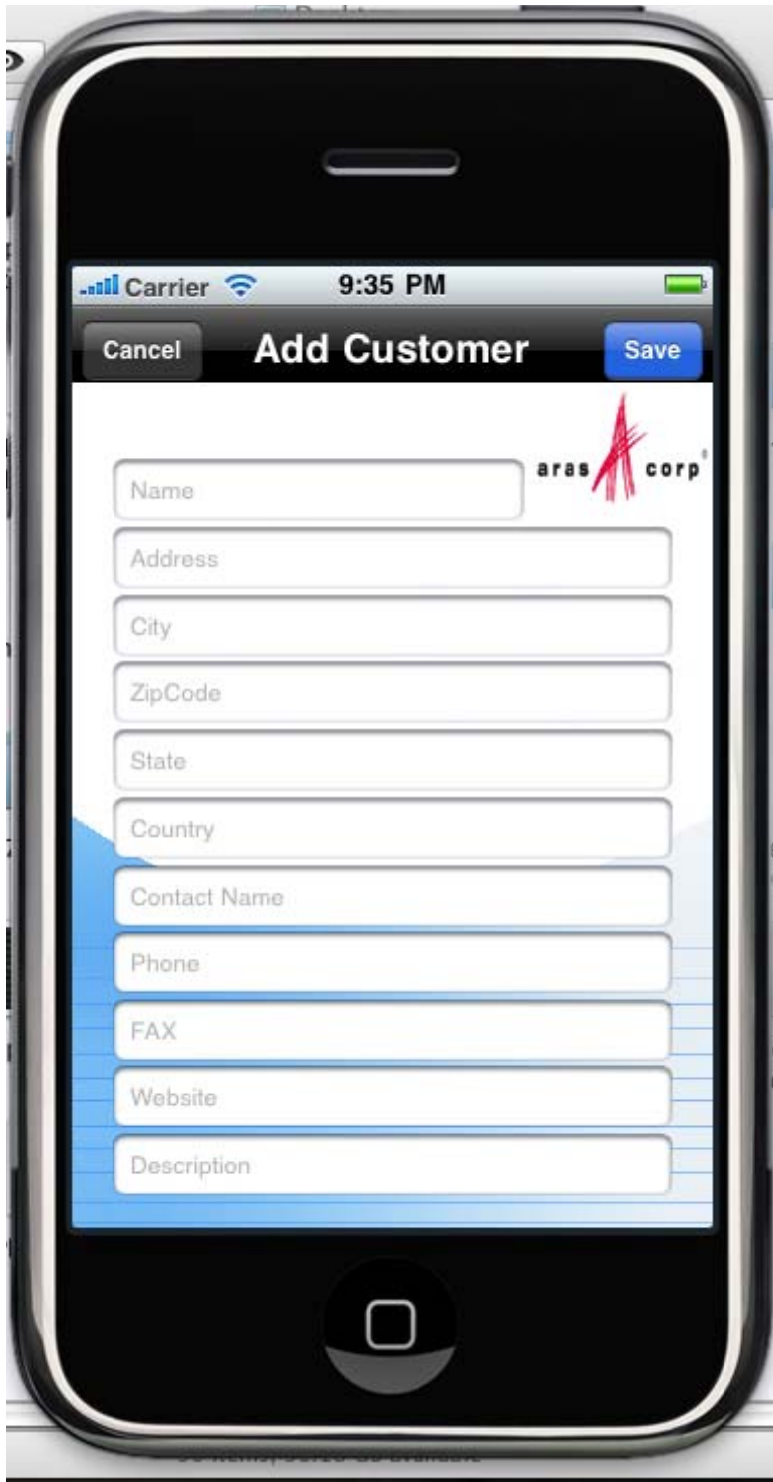 Carrier 9:35 PM
Cancel Add Customer Save
aras corp®
Name
Address
City
ZipCode
State
Country
Contact Name
Phone
FAX
Website
Description